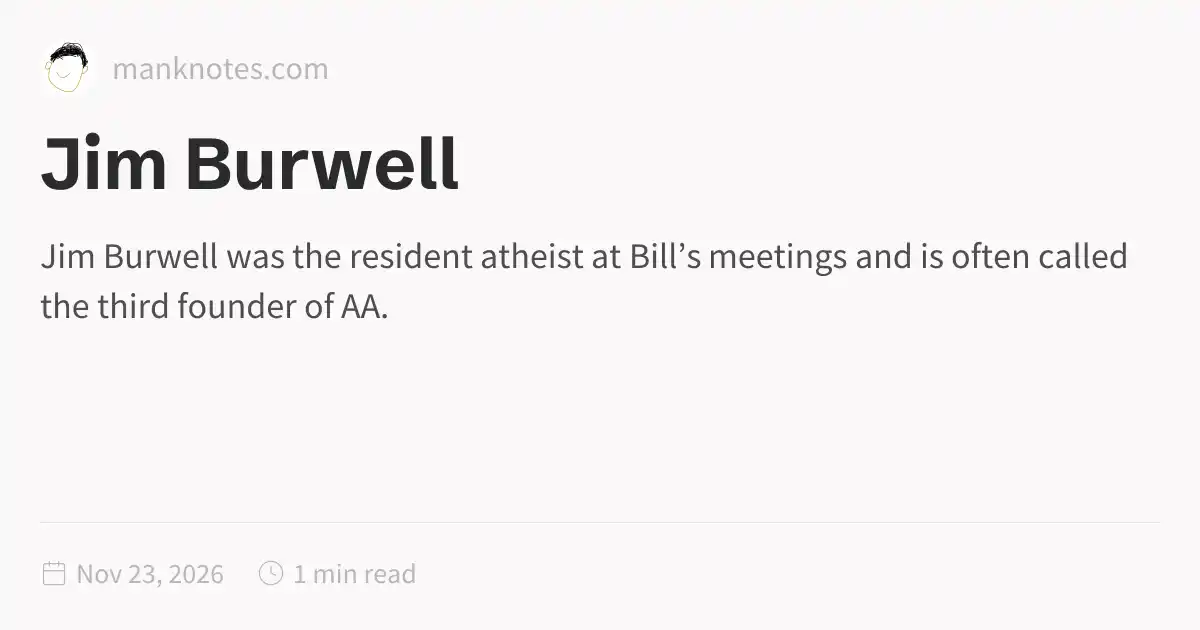 manknotes.com
Jim Burwell
Jim Burwell was the resident atheist at Bill’s meetings and is often called
the third founder of AA.
Nov 23, 2026 1 min read